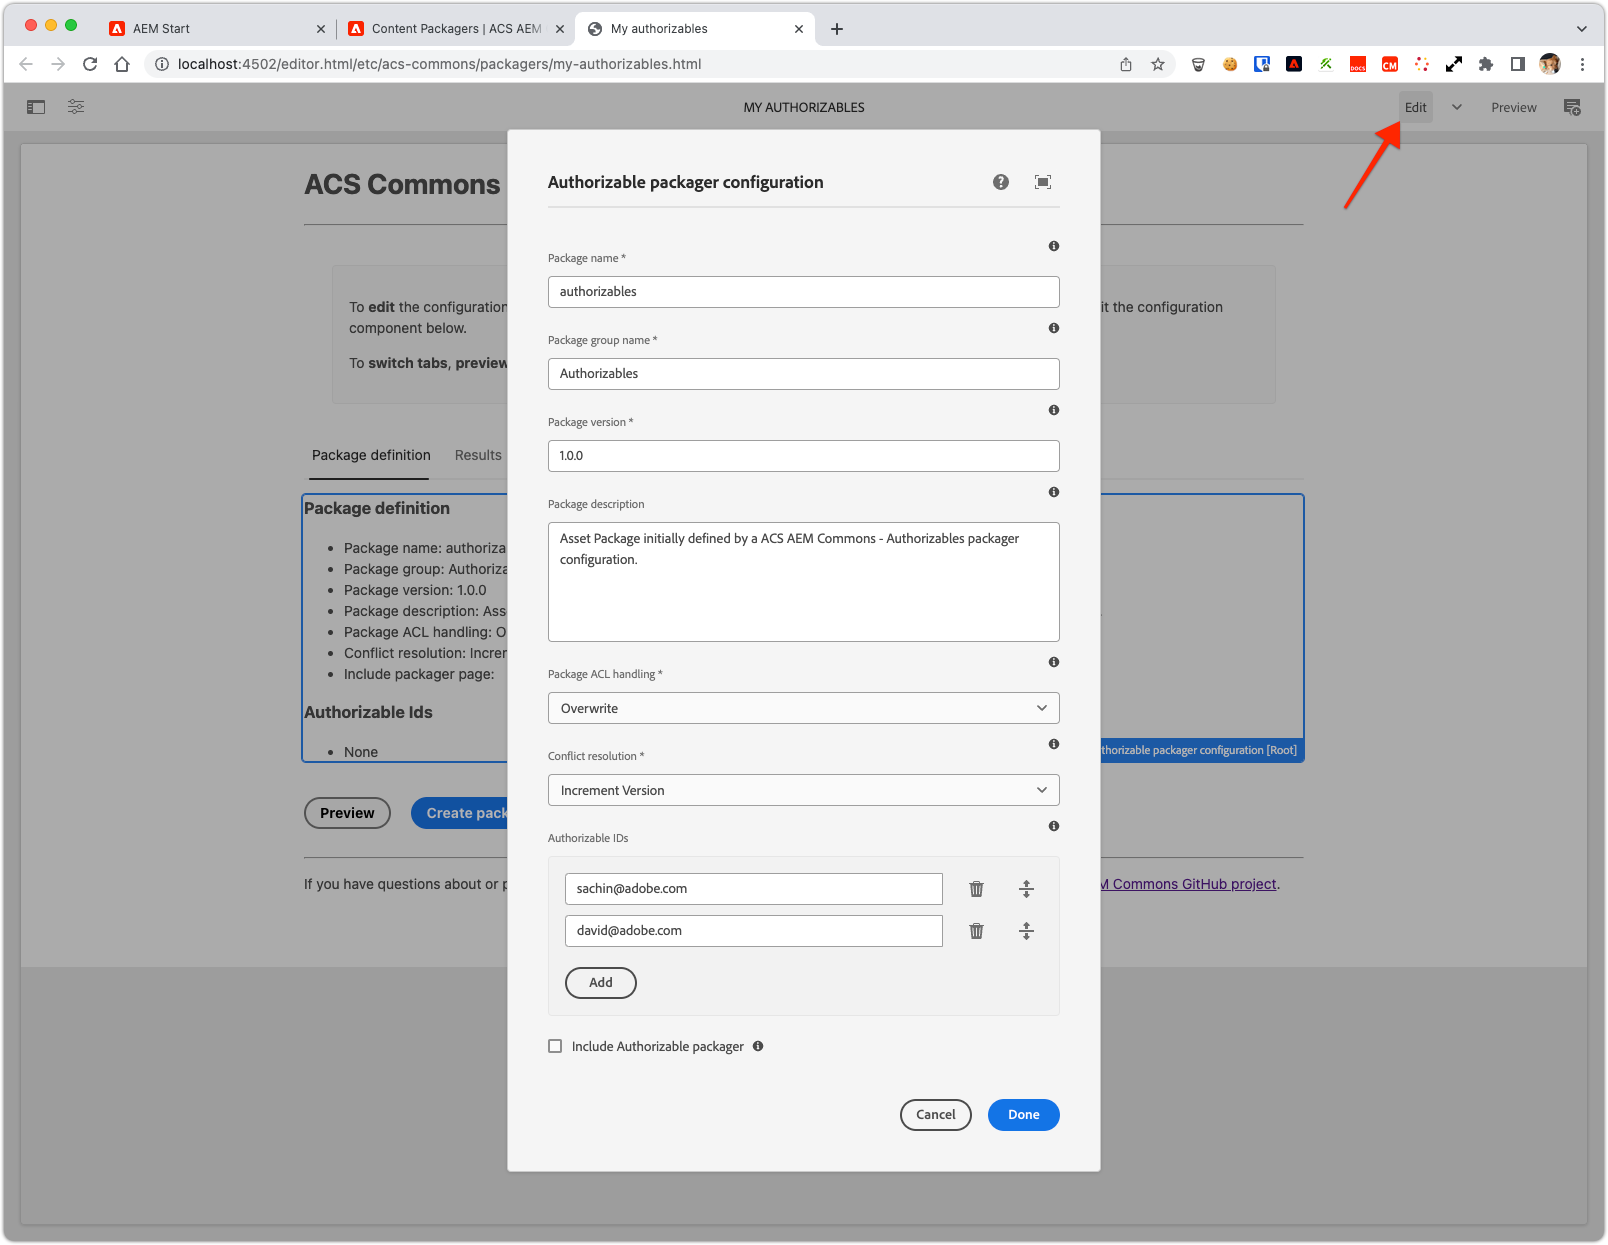 AEM Start
Content Packagers | ACS AEM
My authorizables
localhost:4502/editor.html/etc/acs-commons/packagers/my-authorizables.html
DOCS
CM
MY AUTHORIZABLES
Edit
Preview
ACS Commons
To edit the configuration
it the configuration
component below.
To switch tabs, preview
Package definition
Results
Package definition
Package name: authoriza
Package group: Authoriza
Package version: 1.0.0
Package description: Ass
Package ACL handling: O
Conflict resolution: Increr
Include packager page:
Authorizable Ids
None
thorizable packager configuration [Root]
Preview
Create pack
If you have questions about or p
M Commons GitHub project.
Authorizable packager configuration
Package name *
authorizables
Package group name *
Authorizables
Package version *
1.0.0
Package description
Asset Package initially defined by a ACS AEM Commons - Authorizables packager
configuration.
Package ACL handling *
Overwrite
Conflict resolution *
Increment Version
Authorizable IDs
sachin@adobe.com
david@adobe.com
Add
Include Authorizable packager
Cancel
Done